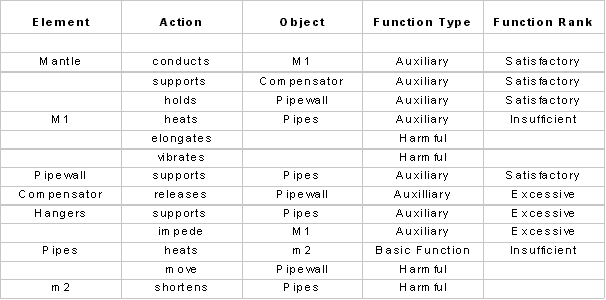 Element Action Object Function Type Function Rank
Mantle conducts M1 Auxiliary Satisfactory
supports Compensator Auxiliary Satisfactory
holds Pipewall Auxiliary Satisfactory
M1 heats Pipes Auxiliary Insufficient
elongates Harmful
vibrates Harmful
Pipewall supports Pipes Auxiliary Satisfactory
Compensator releases Pipewall Auxilliary Excessive
Hangers supports Pipes Auxiliary Excessive
impede M1 Auxiliary Excessive
Pipes heats m2 Basic Function Insufficient
move Pipewall Harmful
m2 shortens Pipes Harmful